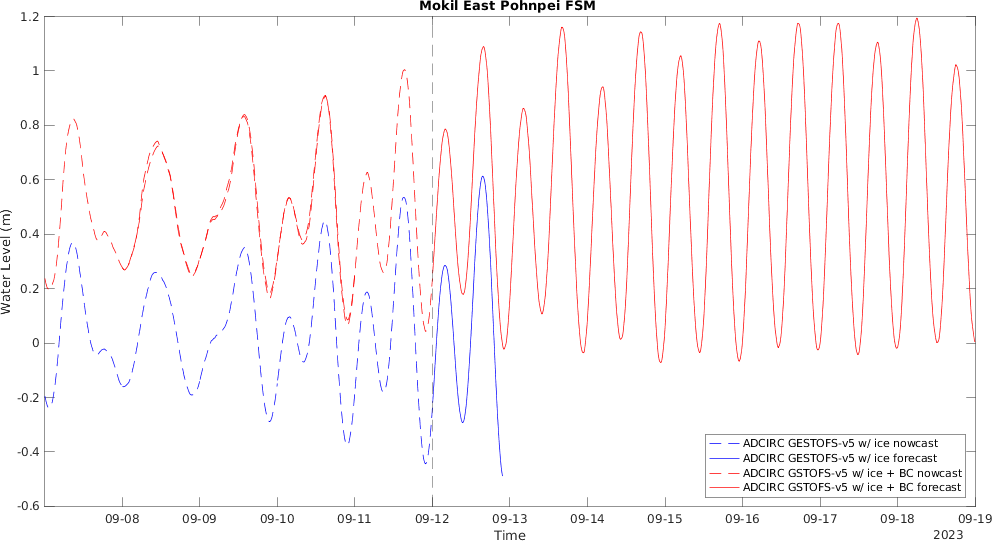 Mokil East Pohnpei FSM
Water Level (m)
1.2
1
0.8
0.6
0.4
0.2
0
-0.2
-0.4
-0.6
ADCIRC GESTOFS-v5 w/ ice nowcast
ADCIRC GESTOFS-v5 w/ ice forecast
ADCIRC GSTOFS-v5 w/ ice + BC nowcast
ADCIRC GSTOFS-v5 w/ ice + BC forecast
09-08 09-09 09-10 09-11 09-12 09-13 09-14 09-15 09-16 09-17 09-18 09-19
Time
2023